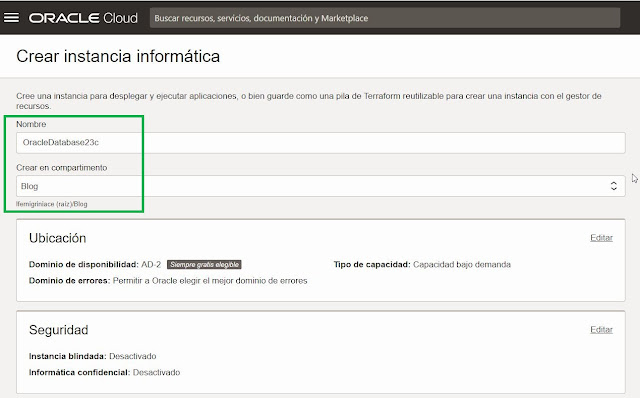 ORACLE Cloud
Buscar recursos, servicios, documentación y Marketplace
Crear instancia informática
Cree una instancia para desplegar y ejecutar aplicaciones, o bien guarde como una pila de Terraform reutilizable para crear una instancia con el gestor de
recursos.
Nombre
OracleDatabase23c
Crear en compartimento
Blog
lfemigriniace (raíz)/Blog
Ubicación
Editar
Dominio de disponibilidad: AD-2 Siempre gratis elegible
Tipo de capacidad: Capacidad bajo demanda
Dominio de errores: Permitir a Oracle elegir el mejor dominio de errores
Seguridad
Editar
Instancia blindada: Desactivado
Informática confidencial: Desactivado